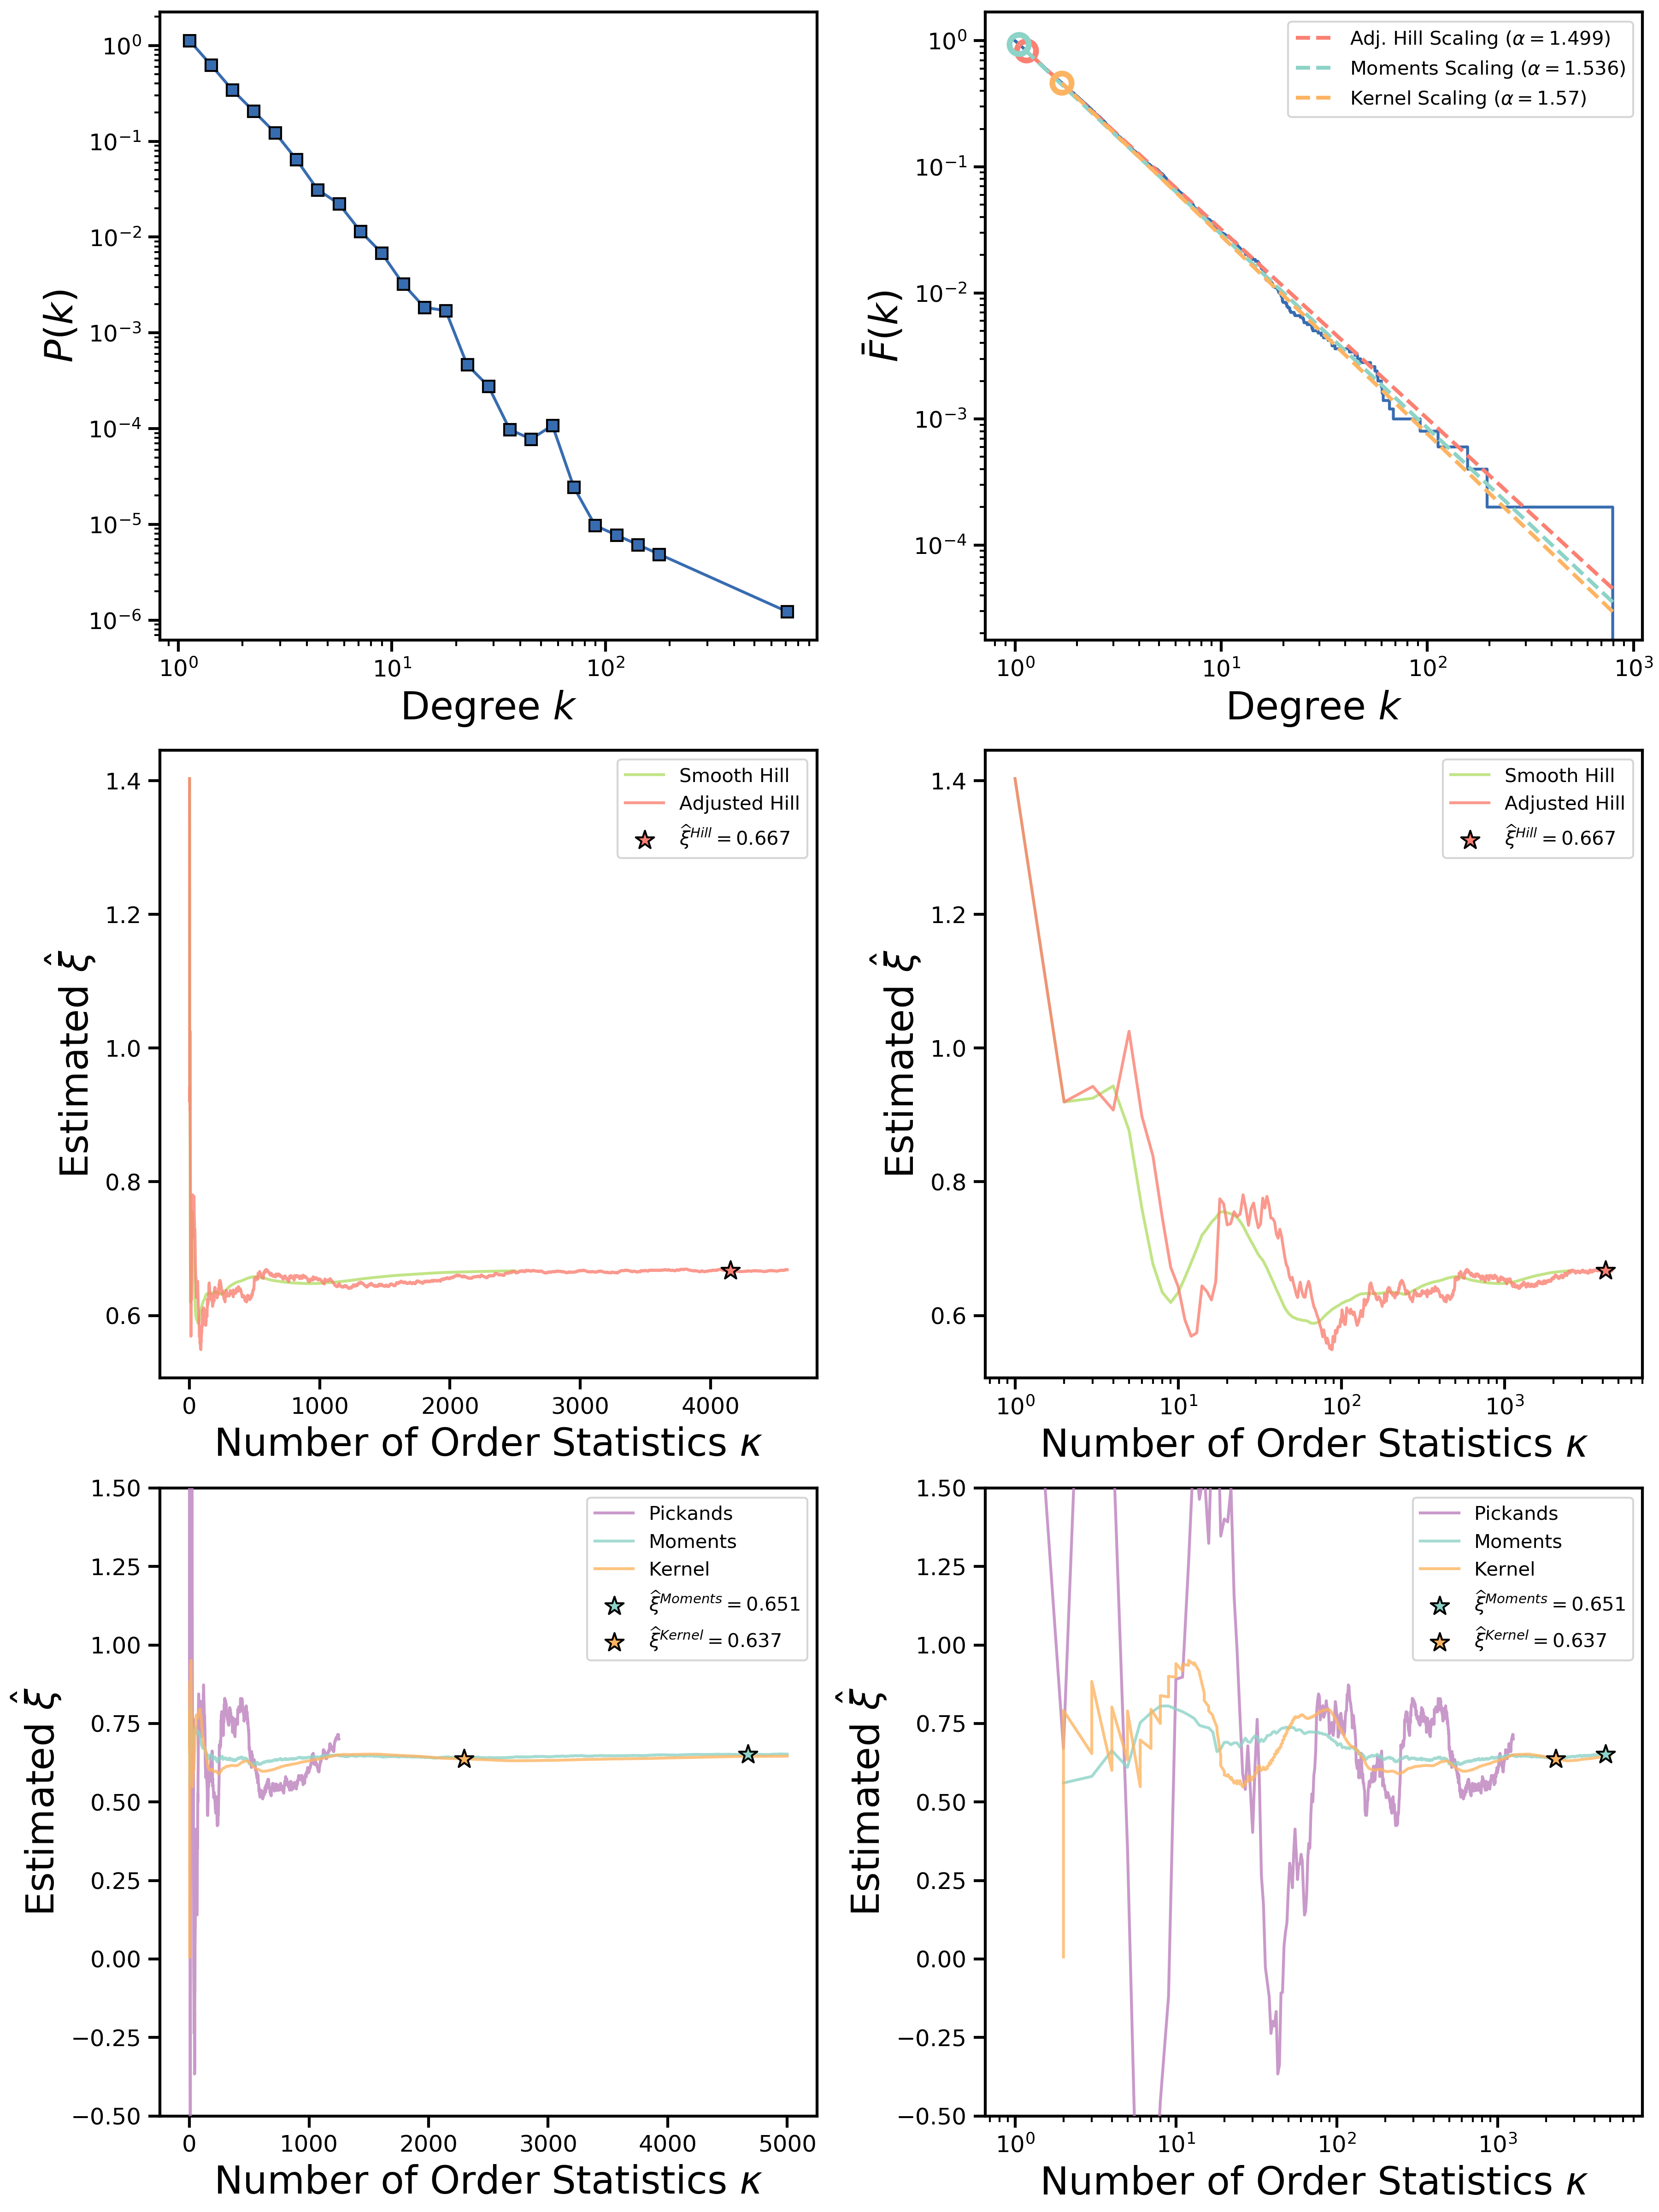 10^0
10^-1
10^-2
10^-3
10^-4
10^-5
10^-6
P(k)
10^0 10^1 10^2
Degree k
Adj. Hill Scaling (α = 1.499)
Moments Scaling (α = 1.536)
Kernel Scaling (α = 1.57)
10^0
10^-1
10^-2
10^-3
10^-4
F̄(k)
10^0 10^1 10^2 10^3
Degree k
Smooth Hill
Adjusted Hill
ξ̂^Hill = 0.667
1.4
1.2
1.0
0.8
0.6
Estimated ξ̂
0 1000 2000 3000 4000
Number of Order Statistics κ
Smooth Hill
Adjusted Hill
ξ̂^Hill = 0.667
1.4
1.2
1.0
0.8
0.6
Estimated ξ̂
10^0 10^1 10^2 10^3
Number of Order Statistics κ
Pickands
Moments
Kernel
ξ̂^Moments = 0.651
ξ̂^Kernel = 0.637
1.50
1.25
1.00
0.75
0.50
0.25
0.00
−0.25
−0.50
Estimated ξ̂
0 1000 2000 3000 4000 5000
Number of Order Statistics κ
Pickands
Moments
Kernel
ξ̂^Moments = 0.651
ξ̂^Kernel = 0.637
1.50
1.25
1.00
0.75
0.50
0.25
0.00
−0.25
−0.50
Estimated ξ̂
10^0 10^1 10^2 10^3
Number of Order Statistics κ